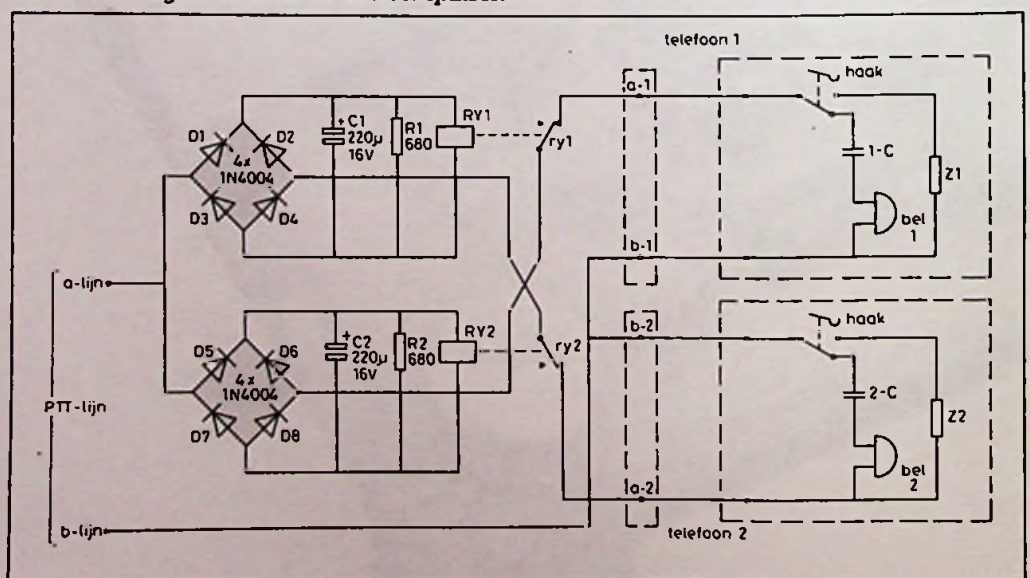 telefoon 1
a-1
haak
RY1
ry1
+ C1
220µ
16V
R1
680
D1
D2
4x
1N4004
D3
D4
1-C
Z1
bel
1
b-1
a-lijn
b-2
haak
RY2
ry2
+ C2
220µ
16V
R2
680
D5
D6
4x
1N4004
D7
D8
2-C
Z2
bel
2
PTT-lijn
a-2
b-lijn
telefoon 2